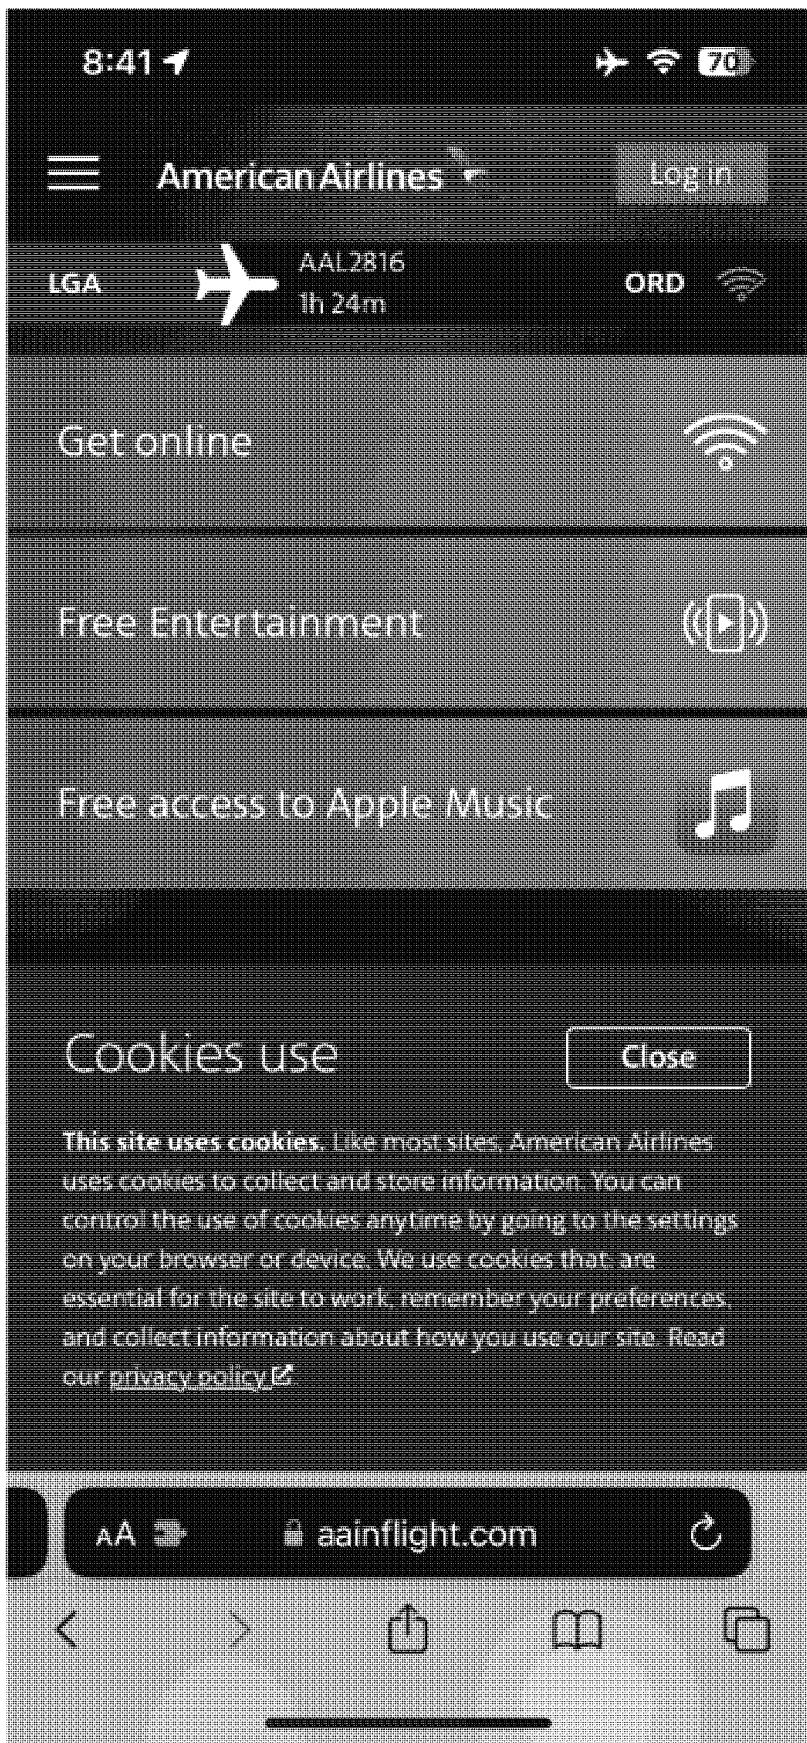 8:41 70
American Airlines Log in
LGA AAL2816 ORD
1h 24m
Get online
Free Entertainment
Free access to Apple Music
Cookies use Close
This site uses cookies. Like most sites, American Airlines
uses cookies to collect and store information. You can
control the use of cookies anytime by going to the settings
on your browser or device. We use cookies that: are
essential for the site to work, remember your preferences,
and collect information about how you use our site. Read
our privacy policy
AA aainflight.com